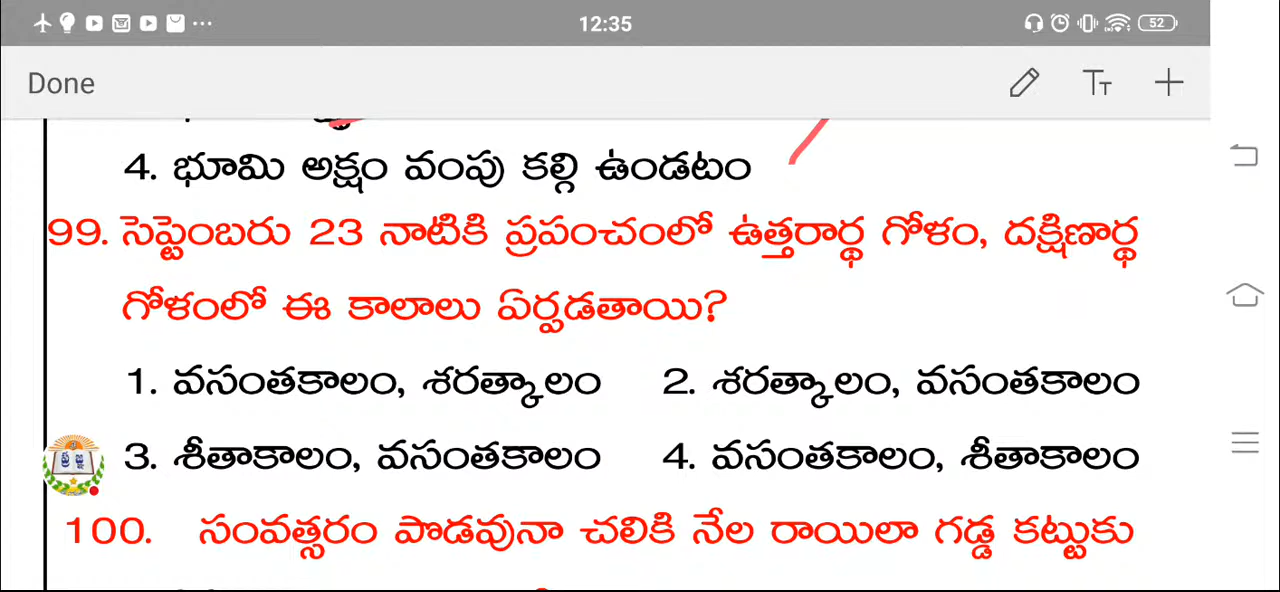 12:35
52
Done
4. భూమి అక్షం వంపు కల్గి ఉండటం
99. సెప్టెంబరు 23 నాటికి ప్రపంచంలో ఉత్తరార్థ గోళం, దక్షిణార్థ
గోళంలో ఈ కాలాలు ఏర్పడతాయి?
1. వసంతకాలం, శరత్కాలం 2. శరత్కాలం, వసంతకాలం
3. శీతాకాలం, వసంతకాలం 4. వసంతకాలం, శీతాకాలం
100. సంవత్సరం పొడవునా చలికి నేల రాయిలా గడ్డ కట్టుకు